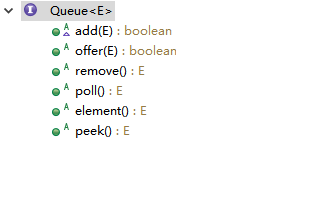 I Queue<E>
A add(E) : boolean
A offer(E) : boolean
A remove() : E
A poll() : E
A element() : E
A peek() : E